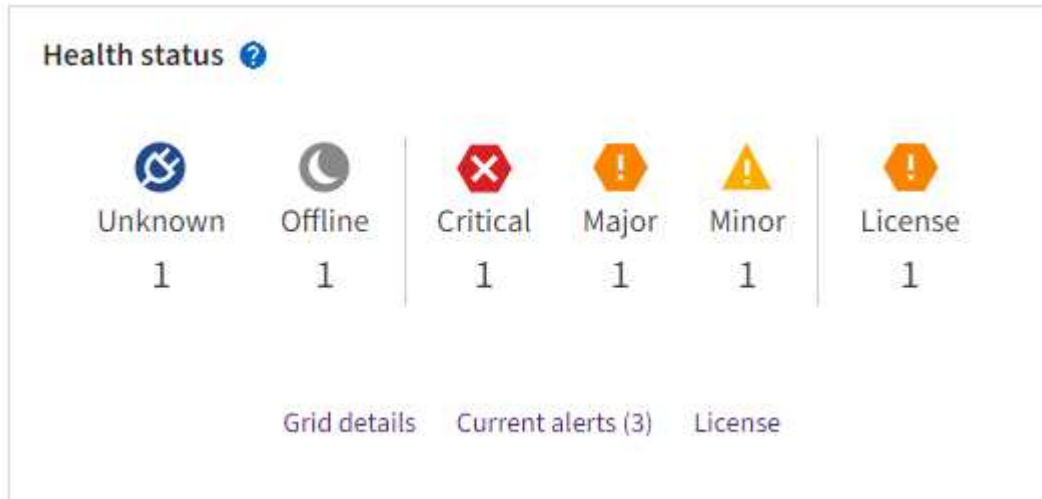 Health status ?
Unknown Offline Critical Major Minor License
1 1 1 1 1 1
Grid details Current alerts (3) License